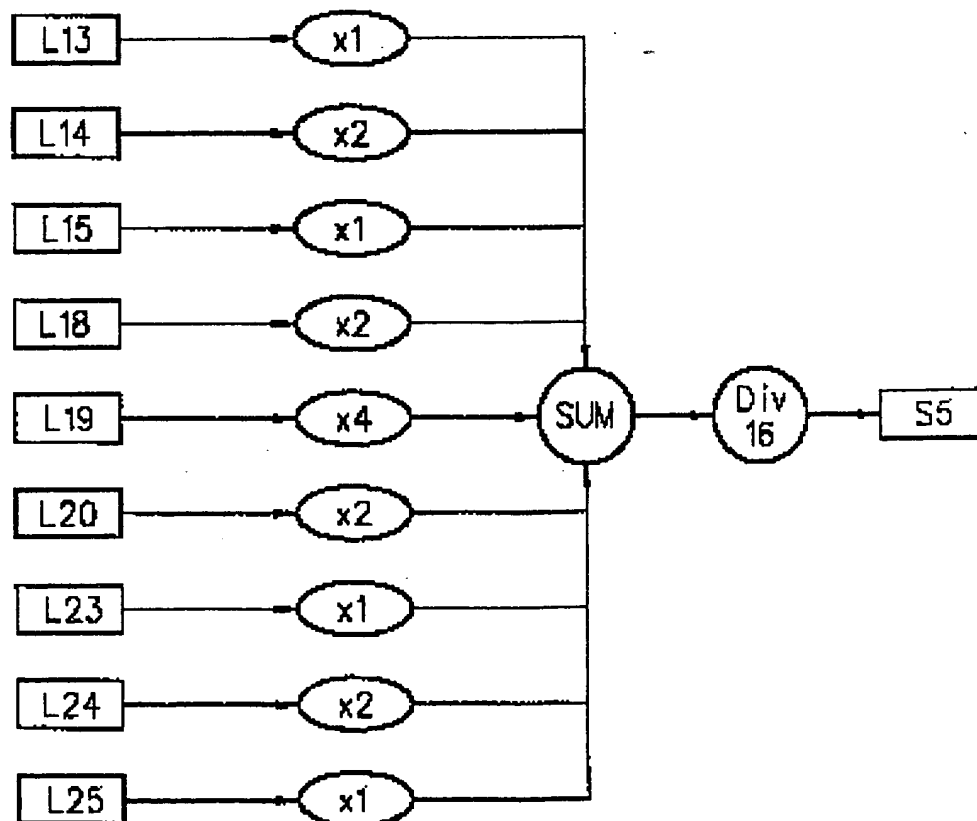 L13 x1
L14 x2
L15 x1
L18 x2
L19 x4 SUM Div 16 S5
L20 x2
L23 x1
L24 x2
L25 x1